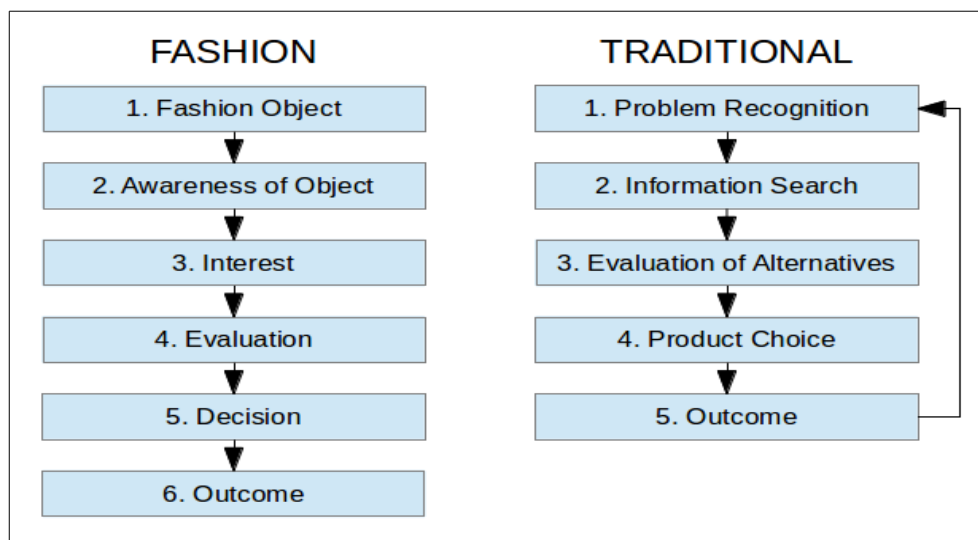 FASHION
1. Fashion Object
2. Awareness of Object
3. Interest
4. Evaluation
5. Decision
6. Outcome
TRADITIONAL
1. Problem Recognition
2. Information Search
3. Evaluation of Alternatives
4. Product Choice
5. Outcome